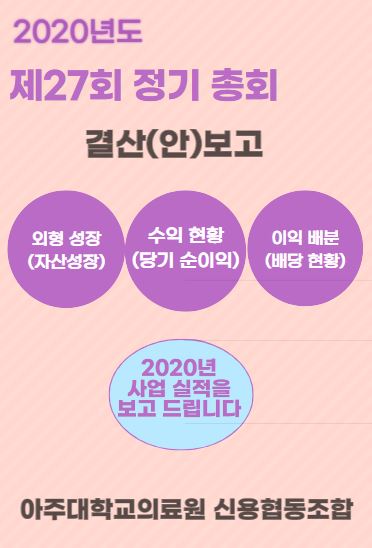 2020년도
제27회 정기 총회
결산(안)보고
외형 성장
(자산성장)
수익 현황
(당기 순이익)
이익 배분
(배당 현황)
2020년
사업 실적을
보고 드립니다
아주대학교의료원 신용협동조합